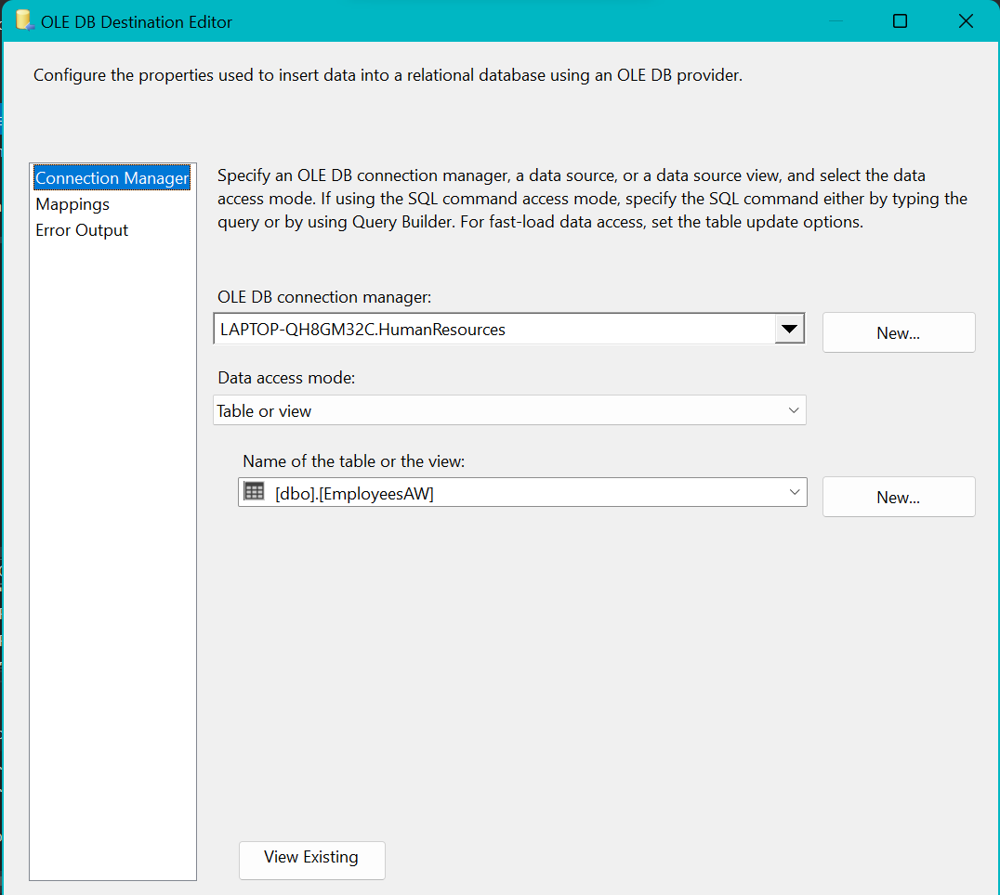 OLE DB Destination Editor
Configure the properties used to insert data into a relational database using an OLE DB provider.
Connection Manager
Mappings
Error Output
Specify an OLE DB connection manager, a data source, or a data source view, and select the data
access mode. If using the SQL command access mode, specify the SQL command either by typing the
query or by using Query Builder. For fast-load data access, set the table update options.
OLE DB connection manager:
LAPTOP-QH8GM32C.HumanResources
New...
Data access mode:
Table or view
Name of the table or the view:
[dbo].[EmployeesAW]
New...
View Existing